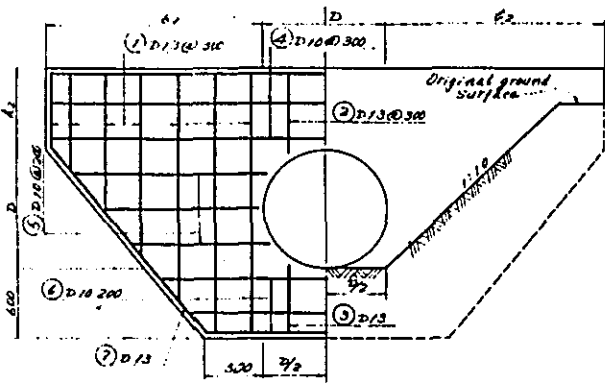 D
① D13@300
④ D10@300
Original ground
Surface
② D13@300
h2
D
1:1.0
⑤ D10@200
⑥ D10 200
D/2
600
③ D13
⑦ D13
300
D/2